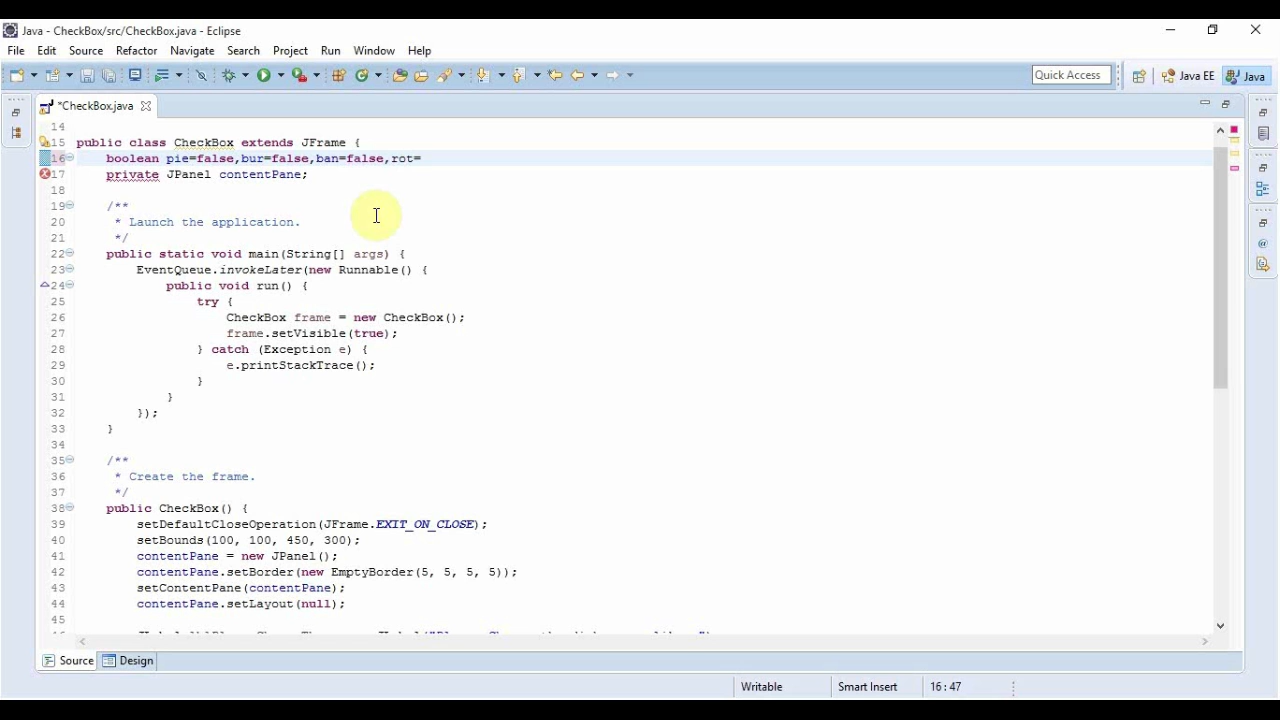 Java - CheckBox/src/CheckBox.java - Eclipse
File Edit Source Refactor Navigate Search Project Run Window Help
Quick Access Java EE Java
*CheckBox.java
14
15 public class CheckBox extends JFrame {
16 boolean pie=false,bur=false,ban=false,rot=
17 private JPanel contentPane;
18
19 /**
20 * Launch the application.
21 */
22 public static void main(String[] args) {
23 EventQueue.invokeLater(new Runnable() {
24 public void run() {
25 try {
26 CheckBox frame = new CheckBox();
27 frame.setVisible(true);
28 } catch (Exception e) {
29 e.printStackTrace();
30 }
31 }
32 });
33 }
34
35 /**
36 * Create the frame.
37 */
38 public CheckBox() {
39 setDefaultCloseOperation(JFrame.EXIT_ON_CLOSE);
40 setBounds(100, 100, 450, 300);
41 contentPane = new JPanel();
42 contentPane.setBorder(new EmptyBorder(5, 5, 5, 5));
43 setContentPane(contentPane);
44 contentPane.setLayout(null);
45
Source Design
Writable Smart Insert 16 : 47